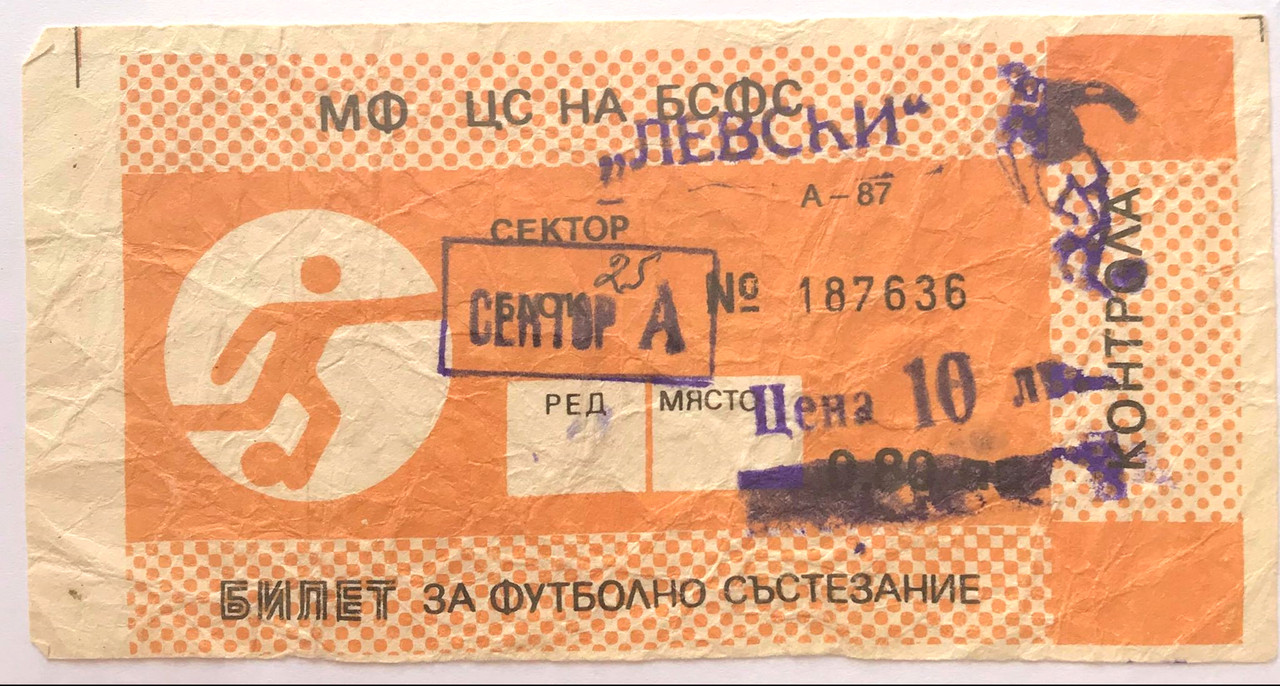 МФ ЦС НА БСФС
„ЛЕВСКИ“
А – 87
СЕКТОР
25
СЕКТОР А
№ 187636
РЕД МЯСТО
Цена 10 лв
0,80 лв
КОНТРОЛА
БИЛЕТ ЗА ФУТБОЛНО СЪСТЕЗАНИЕ